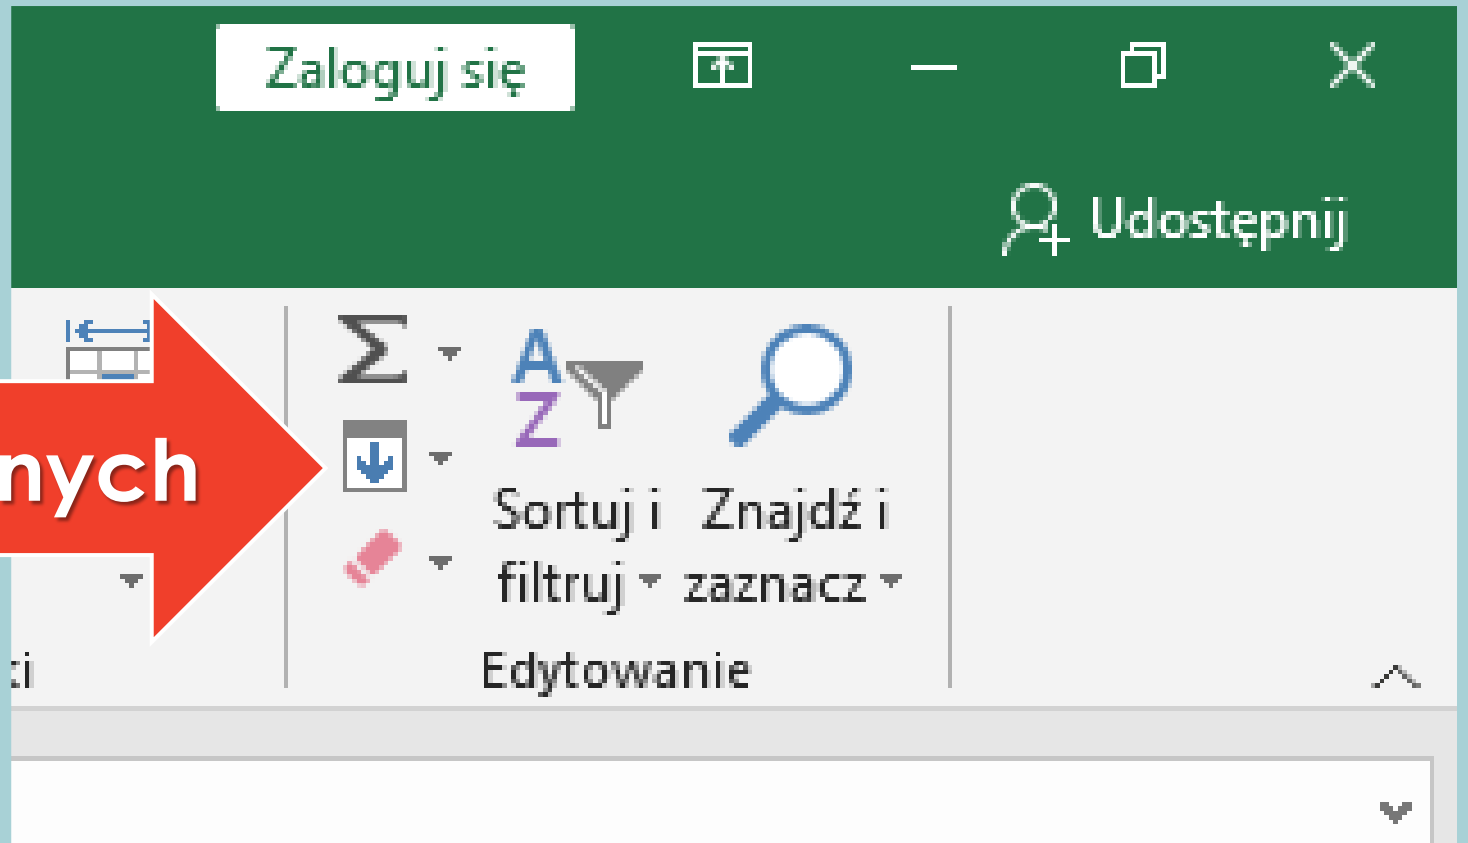 Zaloguj się
Udostępnij
nych
Sortuj i
filtruj
Znajdź i
zaznacz
Edytowanie